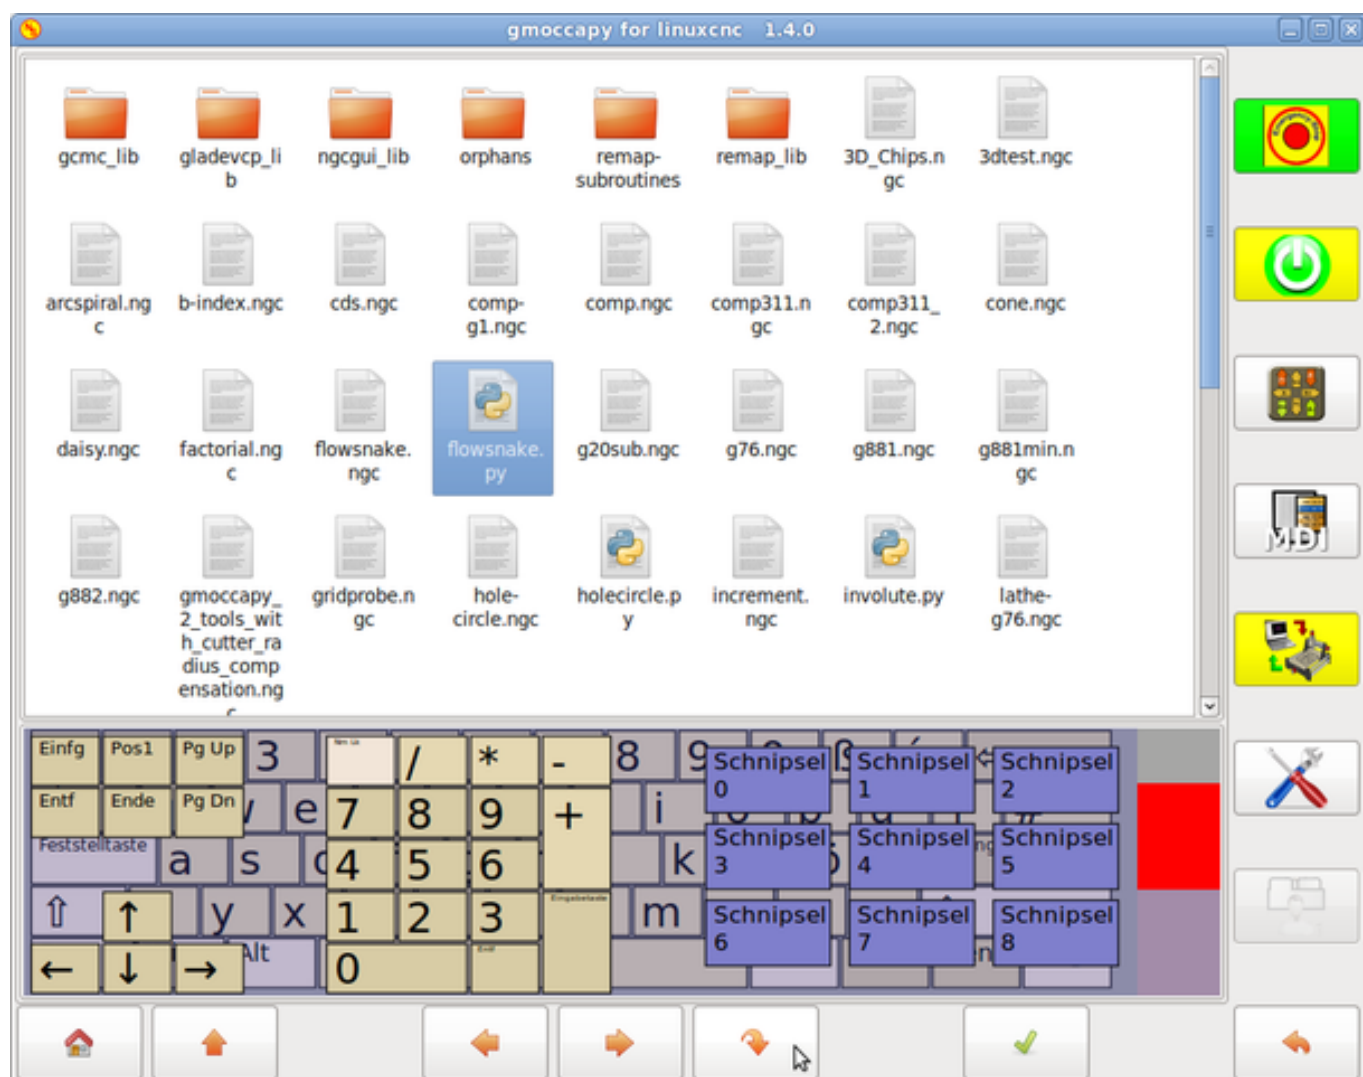 gmoccapy for linuxcnc 1.4.0
gcmc_lib
gladevcp_li
b
ngcgui_lib
orphans
remap-
subroutines
remap_lib
3D_Chips.n
gc
3dtest.ngc
arcspiral.ng
c
b-index.ngc
cds.ngc
comp-
g1.ngc
comp.ngc
comp311.n
gc
comp311_
2.ngc
cone.ngc
daisy.ngc
factorial.ng
c
flowsnake.
ngc
flowsnake.
py
g20sub.ngc
g76.ngc
g881.ngc
g881min.n
gc
g882.ngc
gmoccapy_
2_tools_wit
h_cutter_ra
dius_comp
ensation.ng
gridprobe.n
gc
hole-
circle.ngc
holecircle.p
y
increment.
ngc
involute.py
lathe-
g76.ngc
MDI
Einfg Pos1 Pg Up 3 / * - 8 9 Schnipsel 0 Schnipsel 1 Schnipsel 2
Entf Ende Pg Dn e 7 8 9 + i
Feststelltaste a s 4 5 6 k Schnipsel 3 Schnipsel 4 Schnipsel 5
⇧ ↑ y x 1 2 3 Eingabetaste m Schnipsel 6 Schnipsel 7 Schnipsel 8
← ↓ → Alt 0